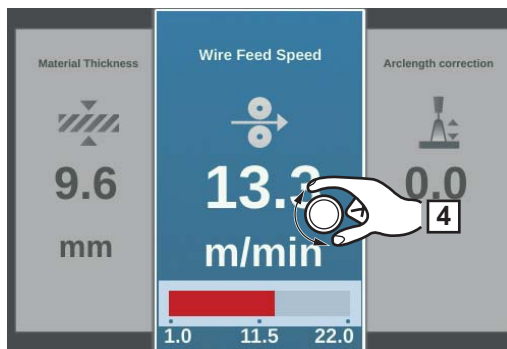 Material Thickness
9.6
mm
Wire Feed Speed
13.3
m/min
1.0 11.5 22.0
Arclength correction
0.0
4